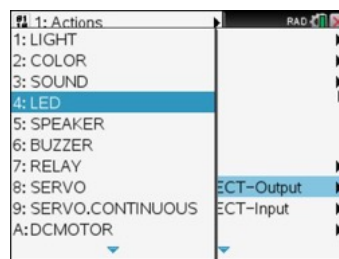 1: Actions
RAD
1: LIGHT
2: COLOR
3: SOUND
4: LED
5: SPEAKER
6: BUZZER
7: RELAY
8: SERVO
ECT-Output
9: SERVO.CONTINUOUS
ECT-Input
A:DCMOTOR